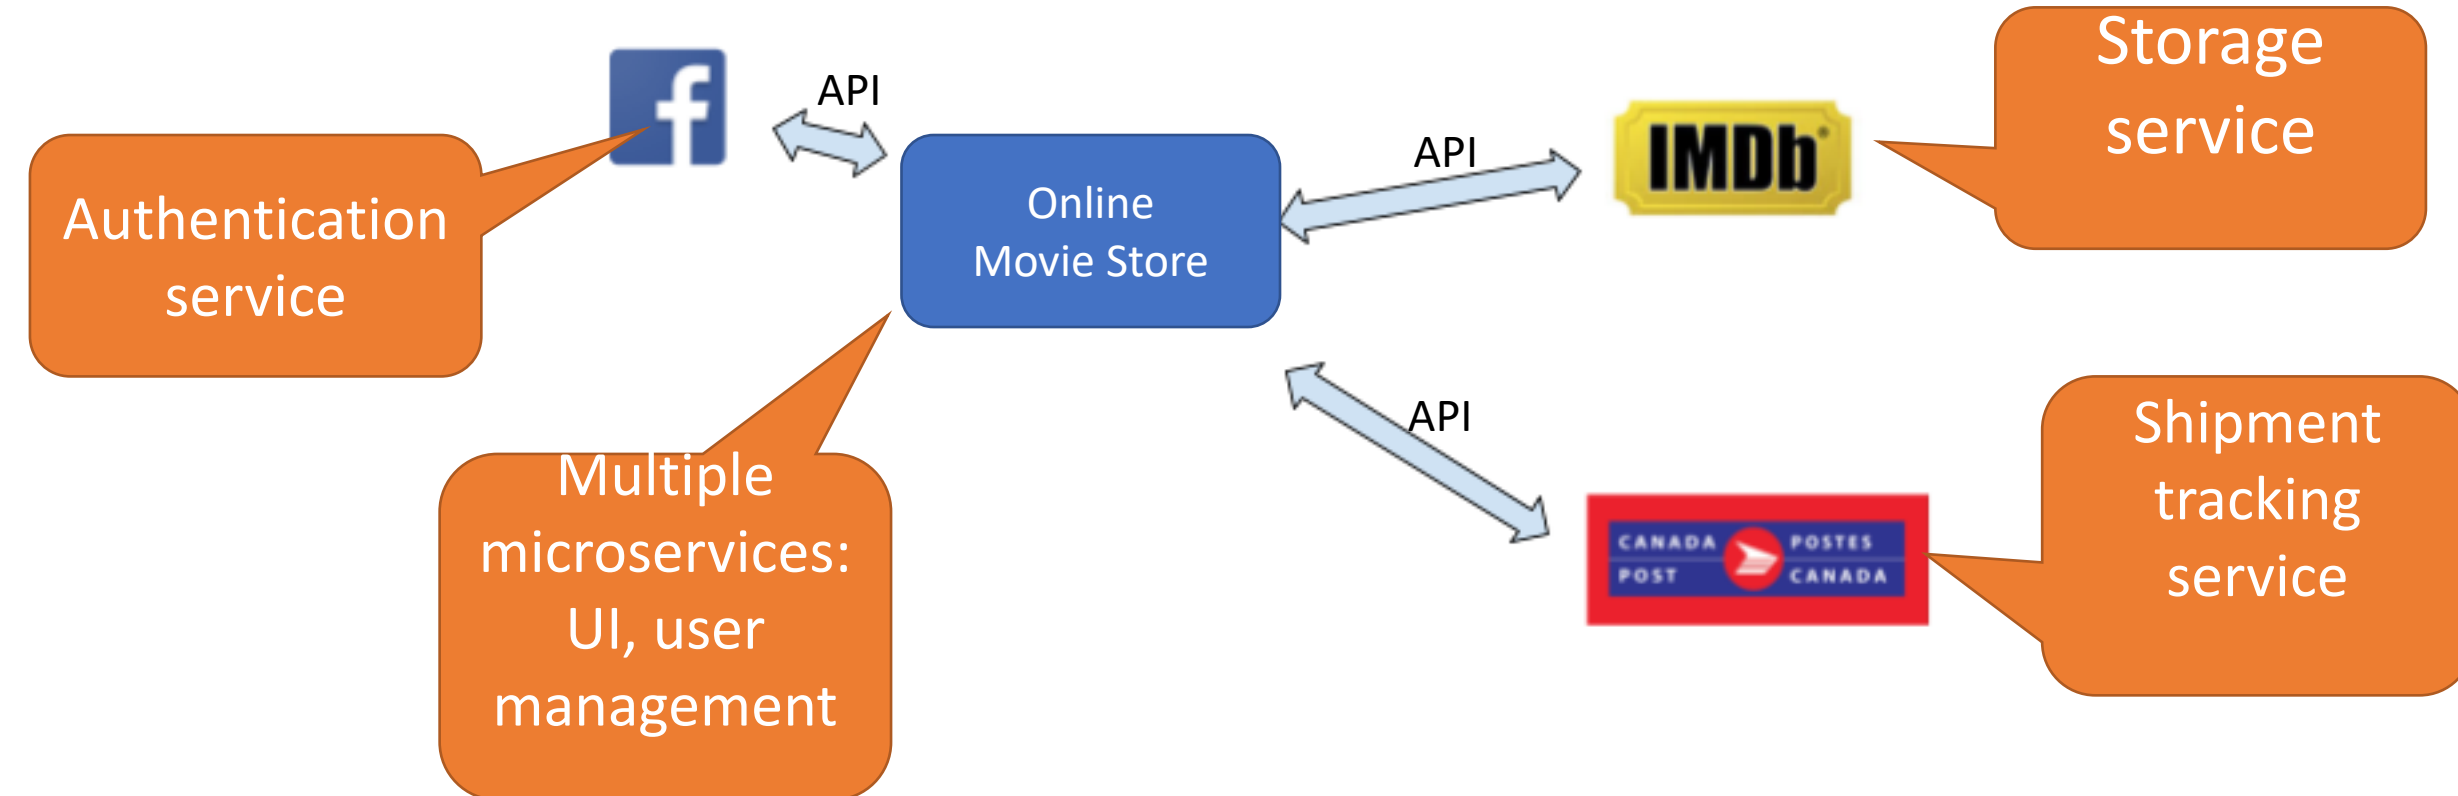 f
API
Authentication
service
Online
Movie Store
Multiple
microservices:
UI, user
management
API
IMDb®
Storage
service
API
CANADA POSTES
POST CANADA
Shipment
tracking
service